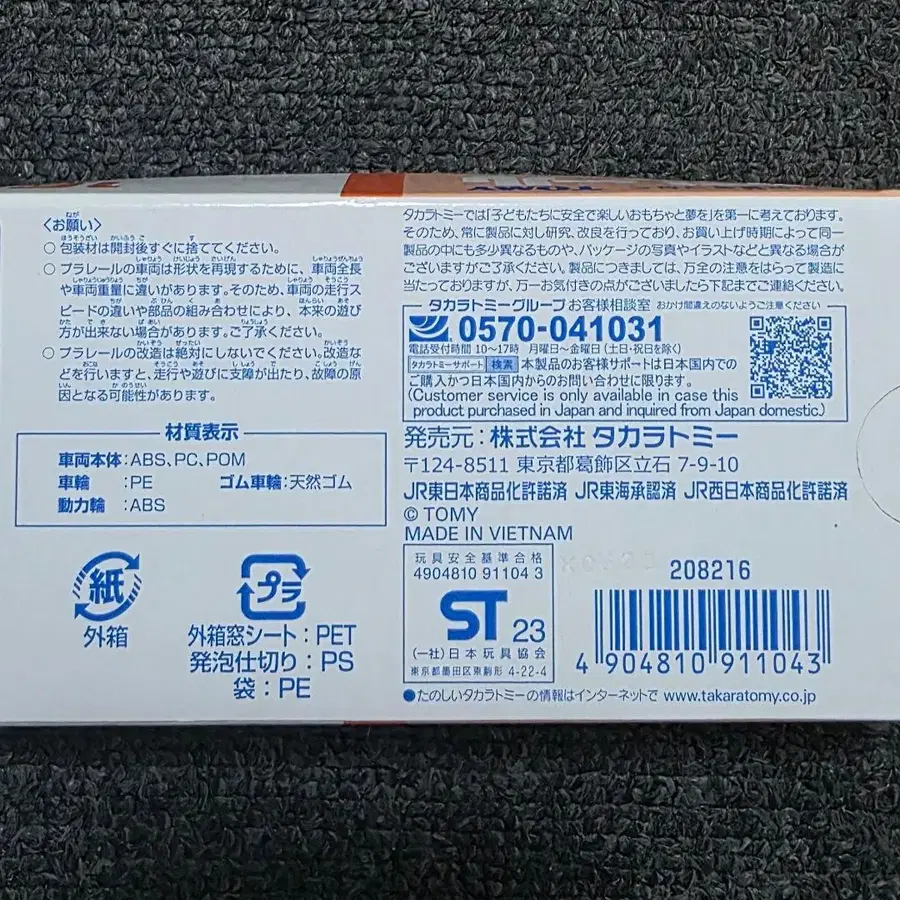 〈お願い〉
○ 包装材は開封後すぐに捨ててください。
○ プラレールの車両は形状を再現するために、車両全長
や車両重量に違いがあります。そのため、車両の走行ス
ピードの違いや部品の組み合わせにより、本来の遊び
方が出来ない場合があります。ご了承ください。
○ プラレールの改造は絶対にしないでください。改造な
どを行いますと、走行や遊びに支障が出たり、故障の原
因となる可能性があります。
材質表示
車両本体:ABS,PC,POM
車輪 :PE ゴム車輪:天然ゴム
動力輪 :ABS
紙
外箱
プラ
外箱窓シート:PET
発泡仕切り:PS
袋:PE
タカラトミーでは「子どもたちに安全で楽しいおもちゃと夢を」を第一に考えております。
そのため、常に製品に対し研究、改良を行っており、お買い上げ時期によって同一
製品の中にも多少異なるものや、パッケージの写真やイラストなどと異なる場合が
ございますがご了承ください。製品につきましては、万全の注意をはらって製造に
当たっておりますが、万一お気付きの点がございましたら下記までご連絡ください。
タカラトミーグループお客様相談室 おかけ間違えのないようご注意ください
0570-041031
電話受付時間 10〜17時 月曜日〜金曜日(土・日・祝日を除く)
タカラトミーサポート 検索 本製品のお客様サポートは日本国内での
ご購入かつ日本国内からのお問い合わせに限ります。
(Customer service is only available in case this
product purchased in Japan and inquired from Japan domestic.)
発売元:株式会社 タカラトミー
〒124-8511 東京都葛飾区立石 7-9-10
JR東日本商品化許諾済 JR東海承認済 JR西日本商品化許諾済
© TOMY
MADE IN VIETNAM
玩具安全基準合格
4904810 91104 3
ST 23
(一社)日本玩具協会
東京都墨田区東駒形 4-22-4
208216
4 904810 911043
●たのしいタカラトミーの情報はインターネットで www.takaratomy.co.jp